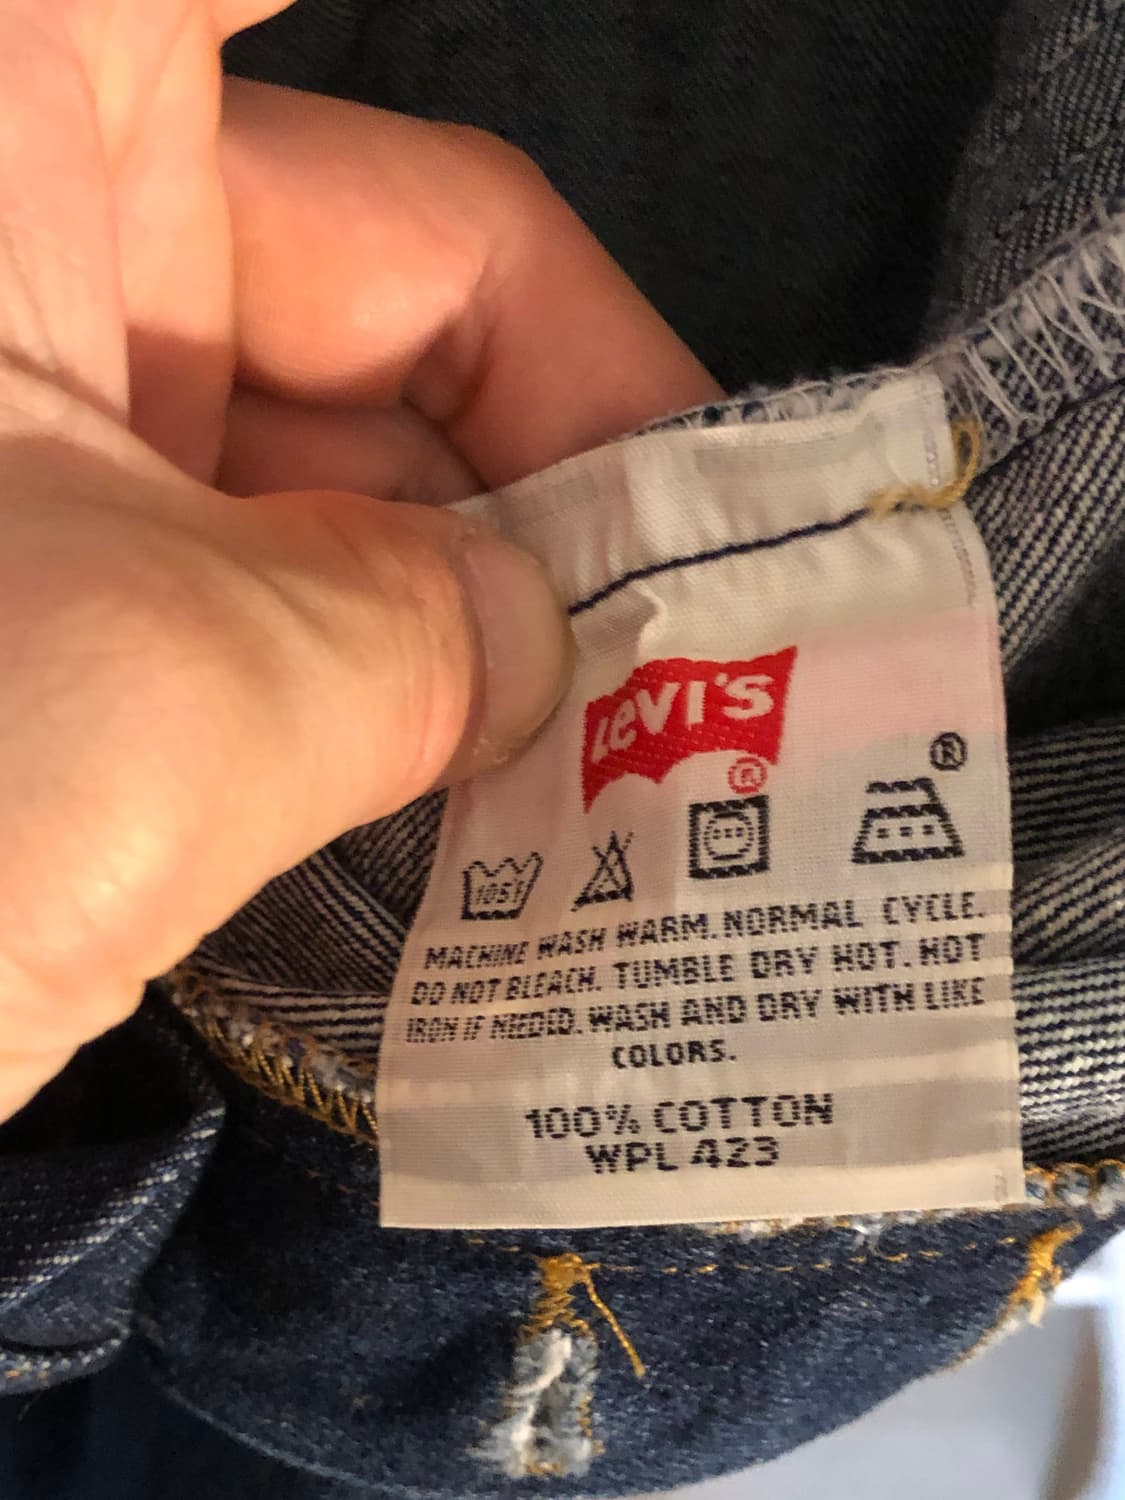 LEVI'S
®
®
105F
MACHINE WASH WARM. NORMAL CYCLE.
DO NOT BLEACH. TUMBLE DRY HOT. HOT
IRON IF NEEDED. WASH AND DRY WITH LIKE
COLORS.
100% COTTON
WPL 423